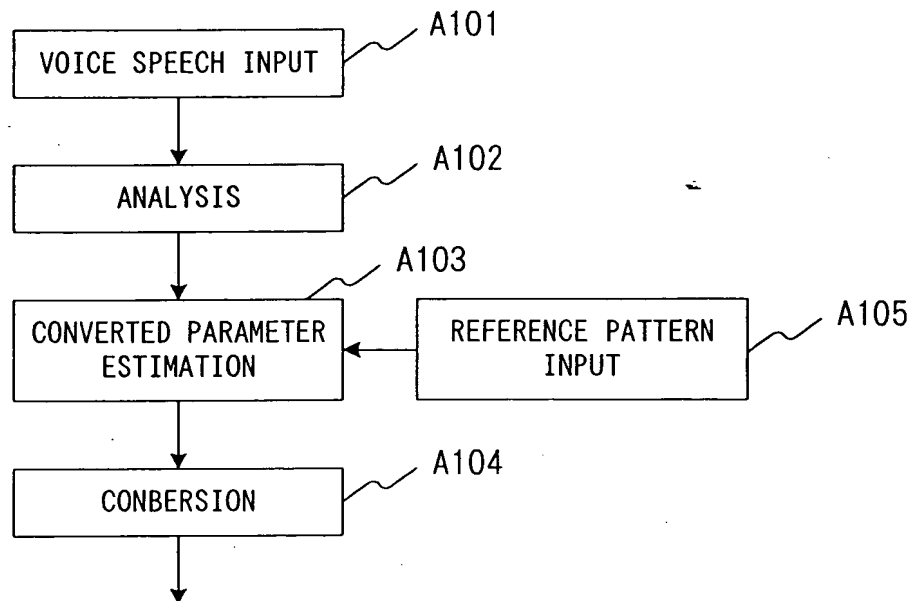 A101
VOICE SPEECH INPUT
A102
ANALYSIS
A103
CONVERTED PARAMETER
ESTIMATION
REFERENCE PATTERN
INPUT
A105
A104
CONBERSION